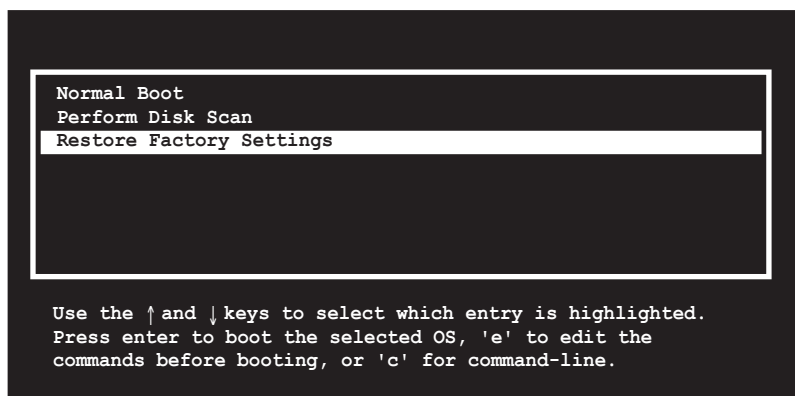 Normal Boot
Perform Disk Scan
Restore Factory Settings
Use the ↑ and ↓ keys to select which entry is highlighted.
Press enter to boot the selected OS, 'e' to edit the
commands before booting, or 'c' for command-line.